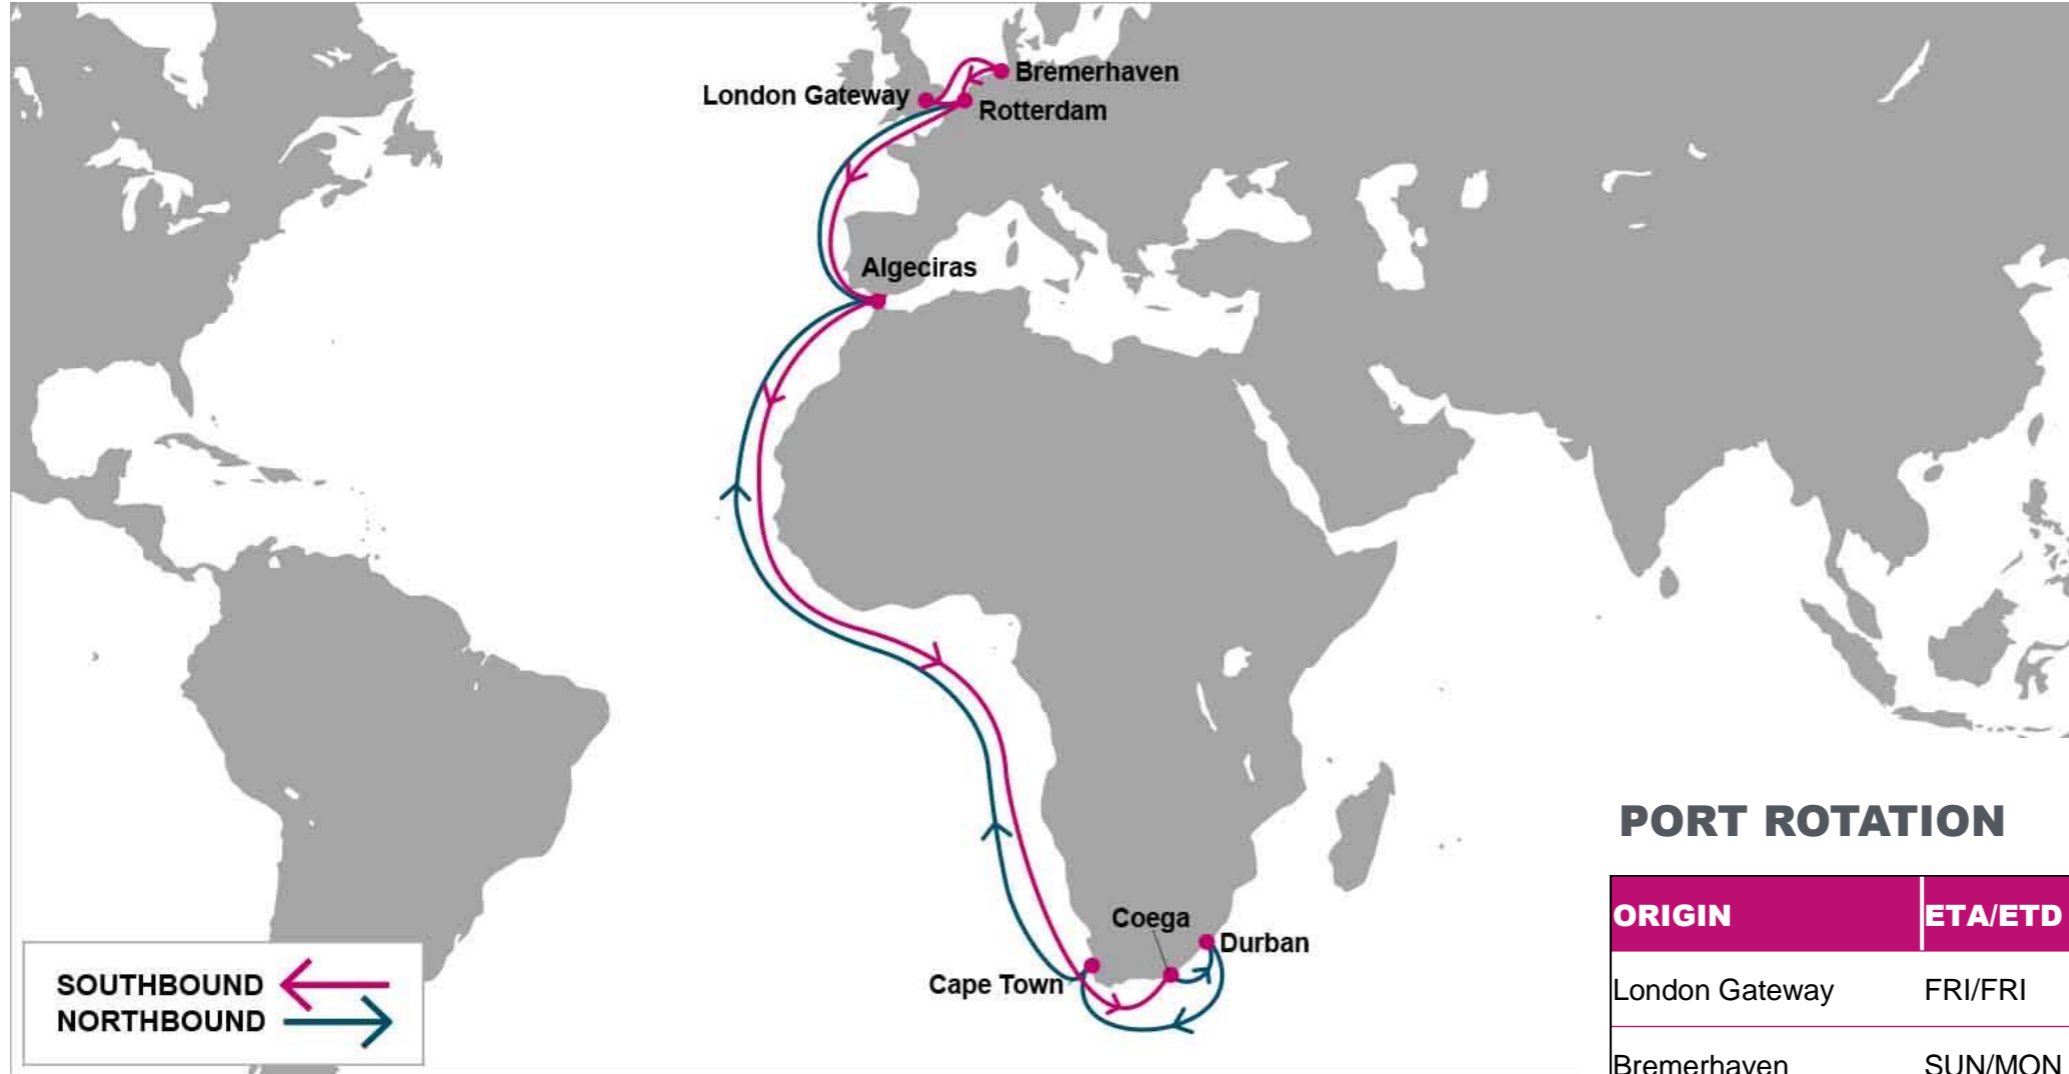 Bremerhaven
London Gateway
Rotterdam
Algeciras
Coega
Durban
Cape Town
SOUTHBOUND
NORTHBOUND
PORT ROTATION
ORIGIN ETA/ETD
London Gateway FRI/FRI
Bremerhaven SUN/MON